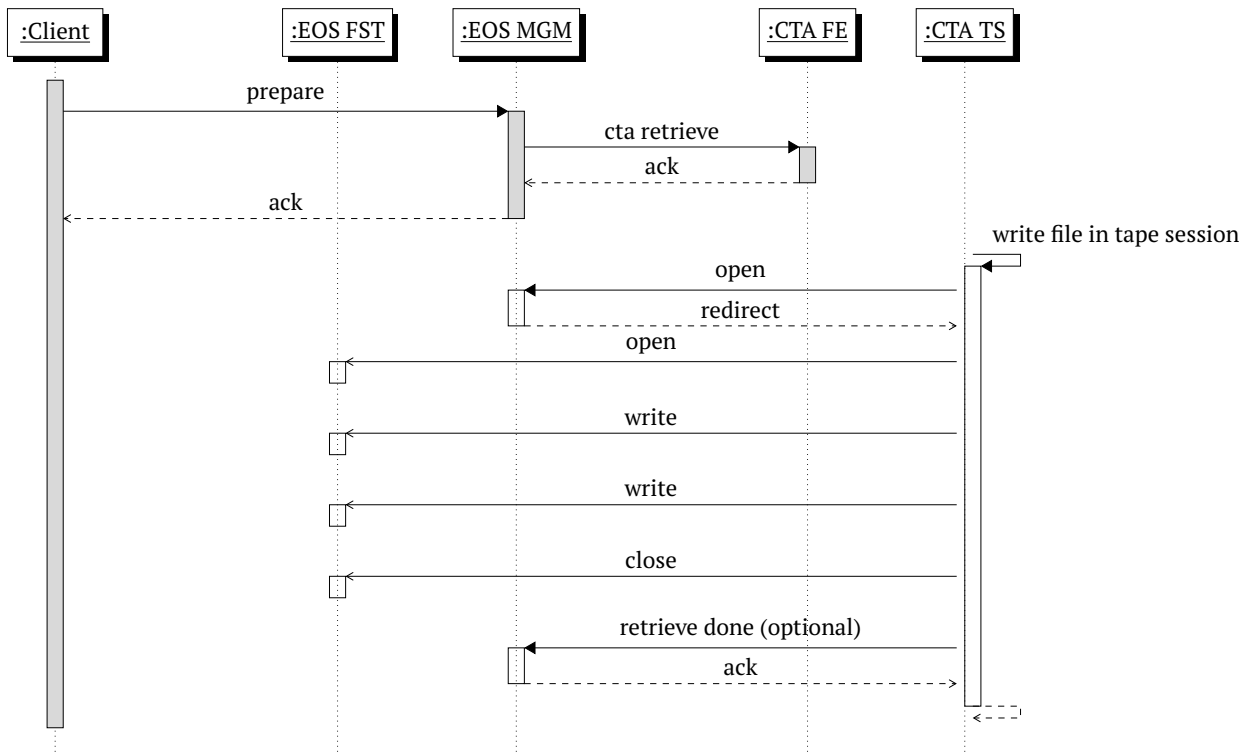 :Client
:EOS FST
:EOS MGM
:CTA FE
:CTA TS
prepare
cta retrieve
ack
ack
write file in tape session
open
redirect
open
write
write
close
retrieve done (optional)
ack